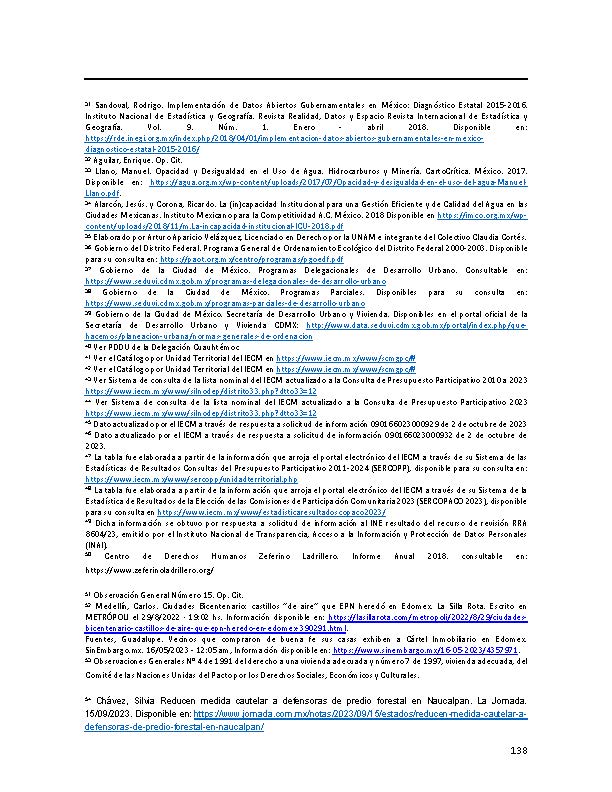 ³¹ Sandoval, Rodrigo. Implementación de Datos Abiertos Gubernamentales en México: Diagnóstico Estatal 2015-2016.
Instituto Nacional de Estadística y Geografía. Revista Realidad, Datos y Espacio Revista Internacional de Estadística y
Geografía. Vol. 9. Núm. 1. Enero - abril 2018. Disponible en:
https://rde.inegi.org.mx/index.php/2018/04/01/implementacion-datos-abiertos-gubernamentales-en-mexico-
diagnostico-estatal-2015-2016/
³² Aguilar, Enrique. Op. Cit.
³³ Llano, Manuel. Opacidad y Desigualdad en el Uso de Agua. Hidrocarburos y Minería. CartoCrítica. México. 2017.
Disponible en: https://agua.org.mx/wp-content/uploads/2017/07/Opacidad-y-desigualdad-en-el-uso-del-agua-Manuel-
Llano.pdf.
³⁴ Alarcón, Jesús. y Corona, Ricardo. La (in)capacidad Institucional para una Gestión Eficiente y de Calidad del Agua en las
Ciudades Mexicanas. Instituto Mexicano para la Competitividad A.C. México. 2018 Disponible en https://imco.org.mx/wp-
content/uploads/2018/11/m.La-incapacidad-institucional-ICU-2018.pdf
³⁵ Elaborado por Arturo Aparicio Velázquez, Licenciado en Derecho por la UNAM e integrante del Colectivo Claudia Cortés.
³⁶ Gobierno del Distrito Federal. Programa General de Ordenamiento Ecológico del Distrito Federal 2000-2003. Disponible
para su consulta en: https://paot.org.mx/centro/programas/pgoedf.pdf
³⁷ Gobierno de la Ciudad de México. Programas Delegacionales de Desarrollo Urbano. Consultable en:
https://www.seduvi.cdmx.gob.mx/programas-delegacionales-de-desarrollo-urbano
³⁸ Gobierno de la Ciudad de México. Programas Parciales. Disponibles para su consulta en:
https://www.seduvi.cdmx.gob.mx/programas-parciales-de-desarrollo-urbano
³⁹ Gobierno de la Ciudad de México. Secretaría de Desarrollo Urbano y Vivienda. Disponibles en el portal oficial de la
Secretaría de Desarrollo Urbano y Vivienda CDMX: http://www.data.seduvi.cdmx.gob.mx/portal/index.php/que-
hacemos/planeacion-urbana/normas-generales-de-ordenacion
⁴⁰ Ver PDDU de la Delegación Cuauhtémoc
⁴¹ Ver el Catálogo por Unidad Territorial del IECM en https://www.iecm.mx/www/scmgpc/#!
⁴² Ver el Catálogo por Unidad Territorial del IECM en https://www.iecm.mx/www/scmgpc/#!
⁴³ Ver Sistema de consulta de la lista nominal del IECM actualizado a la Consulta de Presupuesto Participativo 2010 a 2023
https://www.iecm.mx/www/silnodep/distrito33.php?dtto33=12
⁴⁴ Ver Sistema de consulta de la lista nominal del IECM actualizado a la Consulta de Presupuesto Participativo 2023
https://www.iecm.mx/www/silnodep/distrito33.php?dtto33=12
⁴⁵ Dato actualizado por el IECM a través de respuesta a solicitud de información 090166023000929 de 2 de octubre de 2023
⁴⁶ Dato actualizado por el IECM a través de respuesta a solicitud de información 090166023000932 de 2 de octubre de
2023.
⁴⁷ La tabla fue elaborada a partir de la información que arroja el portal electrónico del IECM a través de su Sistema de las
Estadísticas de Resultados Consultas del Presupuesto Participativo 2011-2024 (SERCOPP), disponible para su consulta en:
https://www.iecm.mx/www/sercopp/unidadterritorial.php
⁴⁸ La tabla fue elaborada a partir de la información que arroja el portal electrónico del IECM a través de su Sistema de la
Estadística de Resultados de la Elección de las Comisiones de Participación Comunitaria 2023 (SERCOPACO 2023), disponible
para su consulta en https://www.iecm.mx/www/estadisticaresultadoscopaco2023/
⁴⁹ Dicha información se obtuvo por respuesta a solicitud de información al INE resultado del recurso de revisión RRA
8604/23, emitido por el Instituto Nacional de Transparencia, Acceso a la Información y Protección de Datos Personales
(INAI).
⁵⁰ Centro de Derechos Humanos Zeferino Ladrillero. Informe Anual 2018. consultable en:
https://www.zeferinoladrillero.org/
⁵¹ Observación General Número 15. Op. Cit.
⁵² Medellín, Carlos. Ciudades Bicentenario: castillos "de aire" que EPN heredó en Edomex. La Silla Rota. Escrito en
METRÓPOLI el 29/8/2022 - 19:02 hs. Información disponible en: https://lasillarota.com/metropoli/2022/8/29/ciudades-
bicentenario-castillos-de-aire-que-epn-heredo-en-edomex-390291.html.
Fuentes, Guadalupe. Vecinos que compraron de buena fe sus casas exhiben a Cártel Inmobiliario en Edomex.
SinEmbargo.mx. 16/05/2023 - 12:05 am, Información disponible en: https://www.sinembargo.mx/16-05-2023/4357971.
⁵³ Observaciones Generales Nº 4 de 1991 del derecho a una vivienda adecuada y número 7 de 1997, vivienda adecuada, del
Comité de las Naciones Unidas del Pacto por los Derechos Sociales, Económicos y Culturales.
⁵⁴ Chávez, Silvia Reducen medida cautelar a defensoras de predio forestal en Naucalpan. La Jornada.
15/09/2023. Disponible en: https://www.jornada.com.mx/notas/2023/09/15/estados/reducen-medida-cautelar-a-
defensoras-de-predio-forestal-en-naucalpan/
138